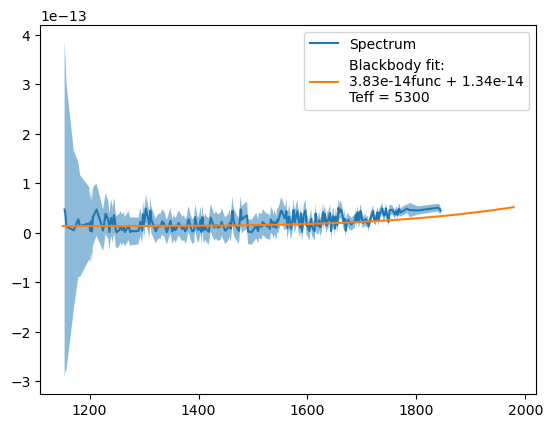 1e−13
4
3
2
1
0
−1
−2
−3
1200
1400
1600
1800
2000
Spectrum
Blackbody fit:
3.83e-14func + 1.34e-14
Teff = 5300